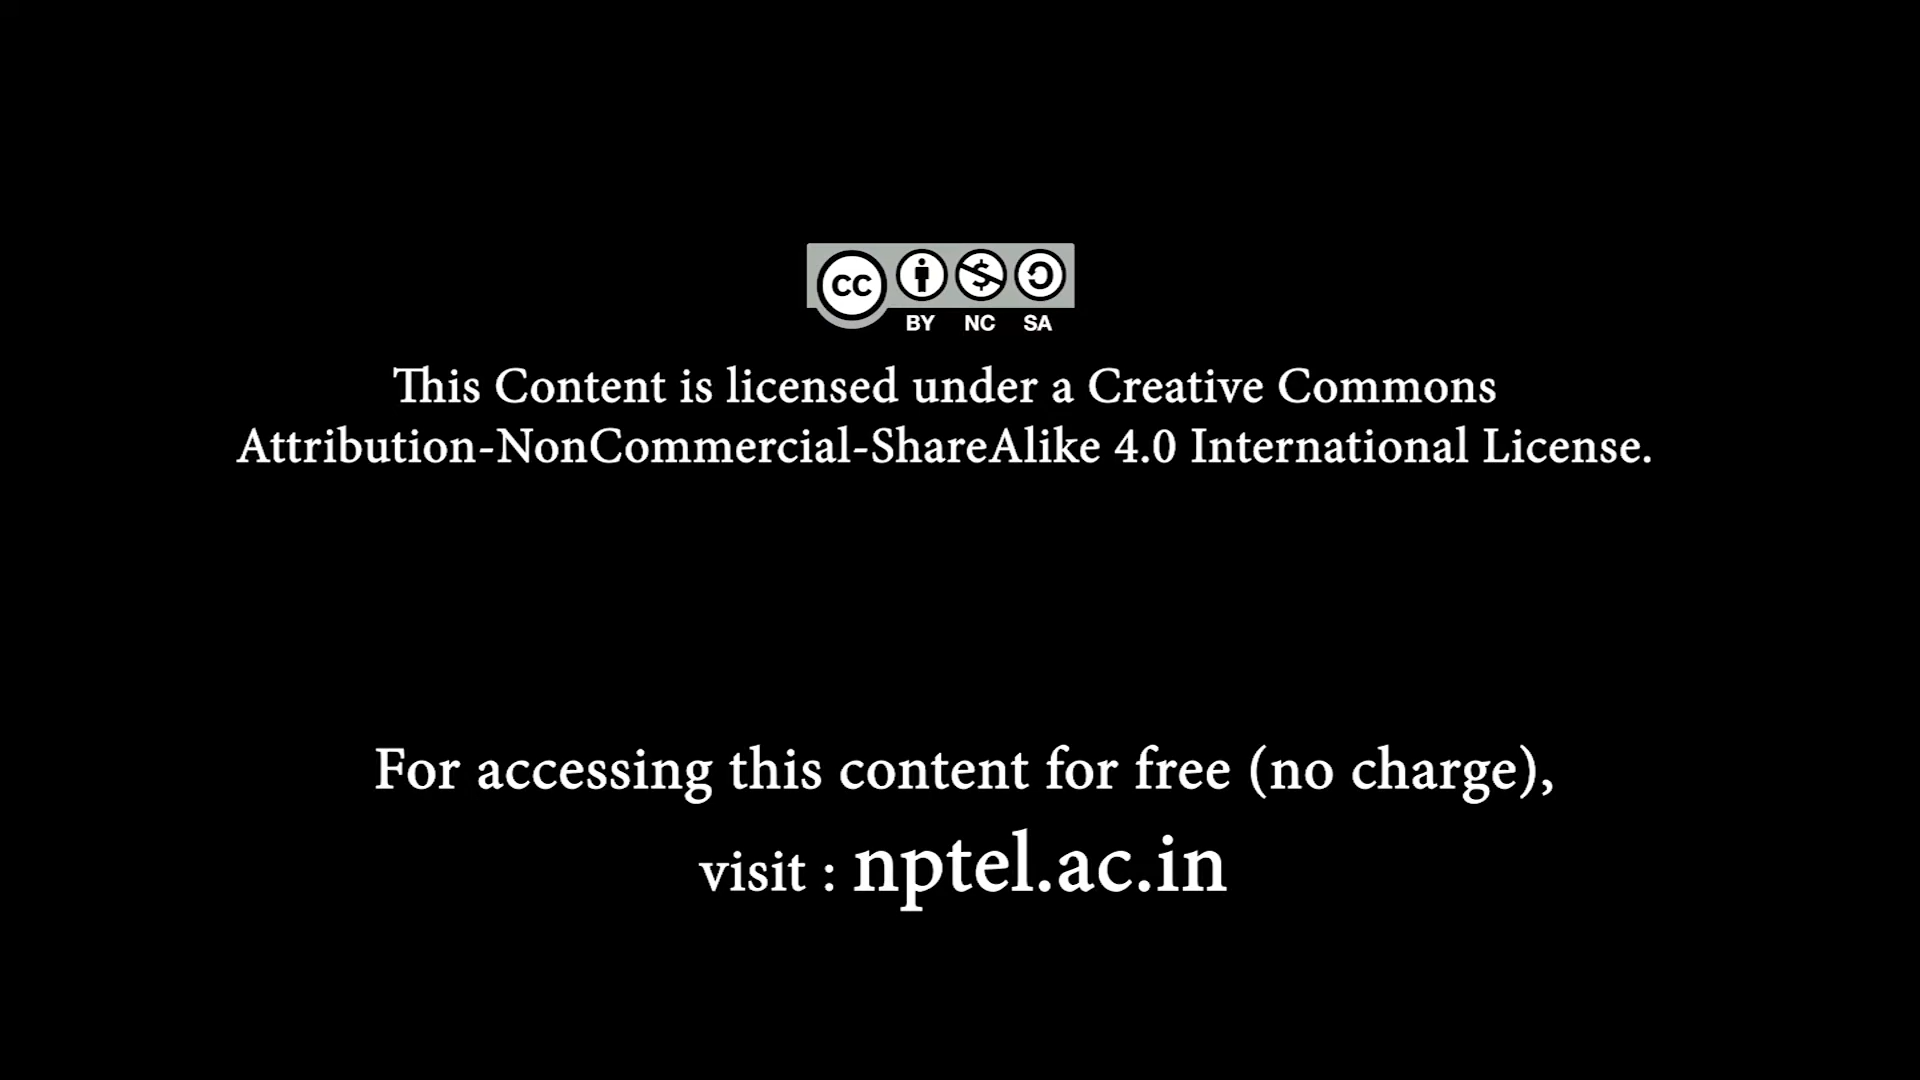 cc
BY NC SA
This Content is licensed under a Creative Commons
Attribution-NonCommercial-ShareAlike 4.0 International License.
For accessing this content for free (no charge),
visit : nptel.ac.in